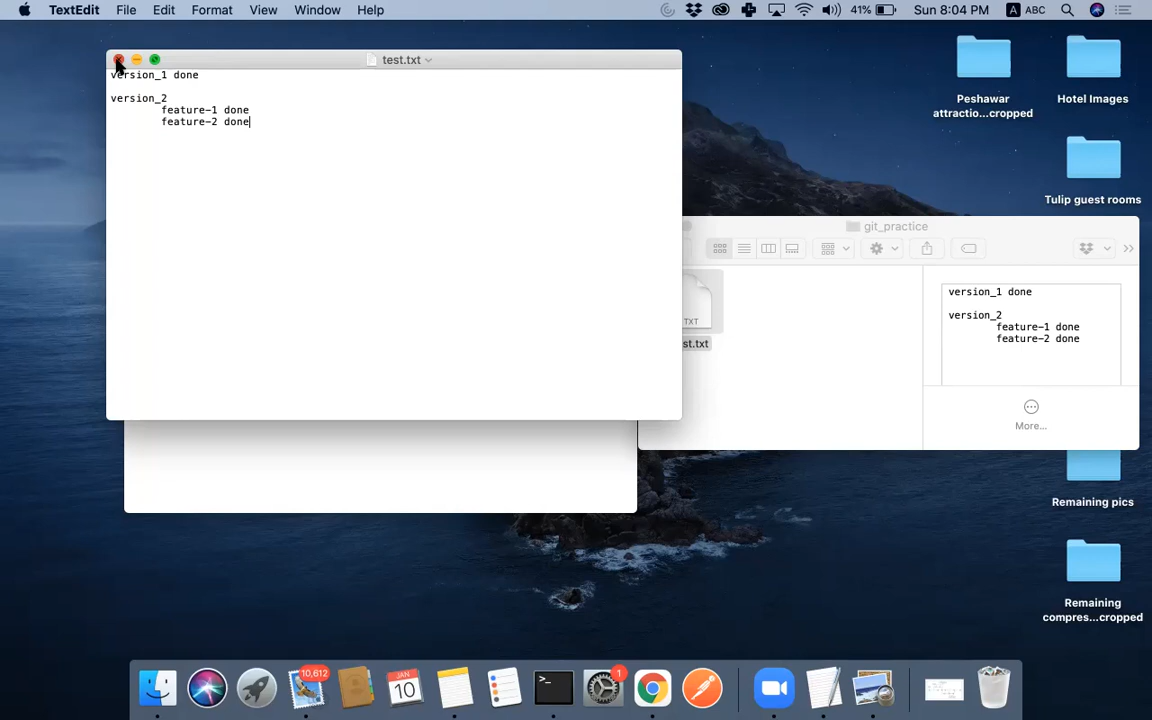 TextEdit File Edit Format View Window Help 41% Sun 8:04 PM A ABC
test.txt
version_1 done
version_2
feature-1 done
feature-2 done
git_practice
TXT
st.txt
version_1 done
version_2
feature-1 done
feature-2 done
More...
Peshawar
attractio...cropped
Hotel Images
Tulip guest rooms
Remaining pics
Remaining
compres...cropped
10,612
JAN
10
>_
1